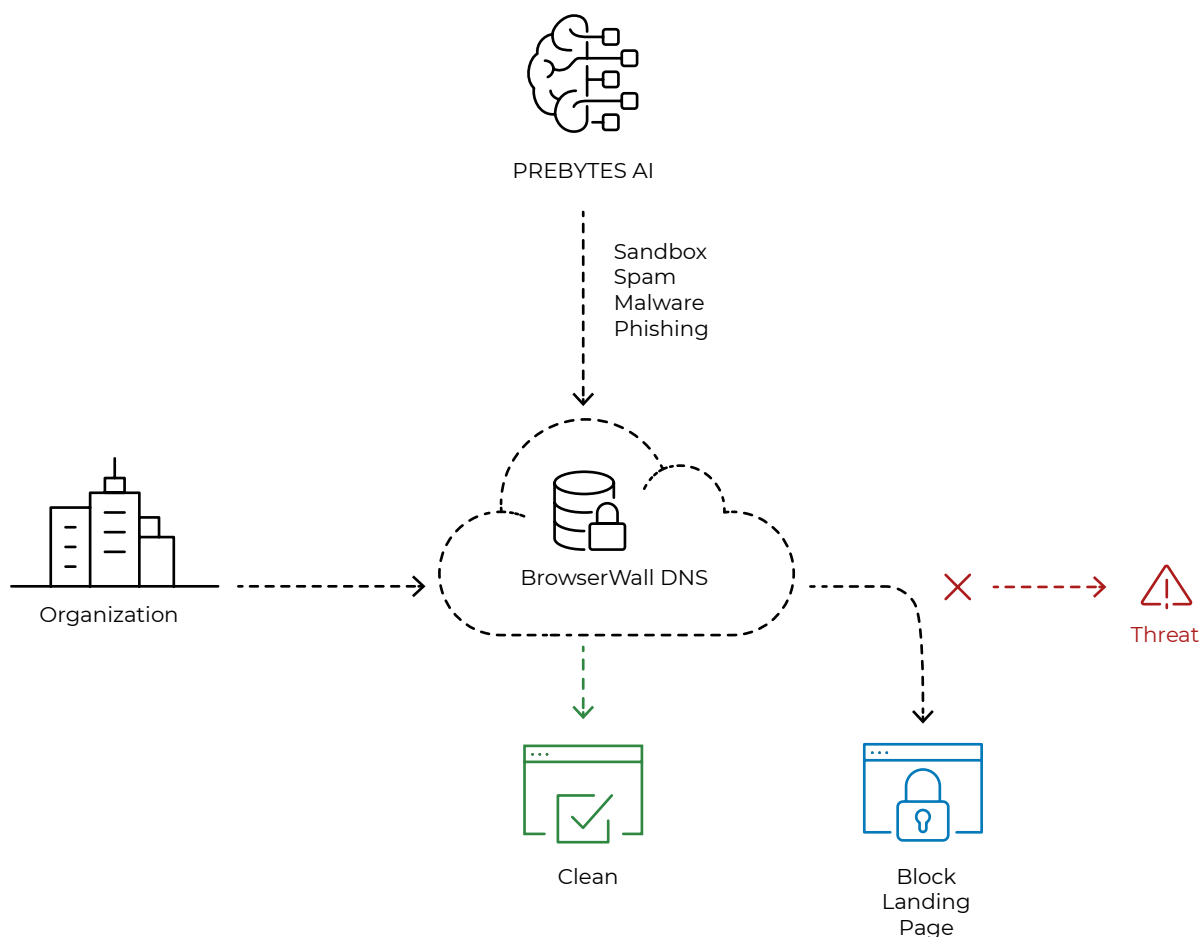 PREBYTES AI
Sandbox
Spam
Malware
Phishing
BrowserWall DNS
Organization
Threat
Clean
Block
Landing
Page